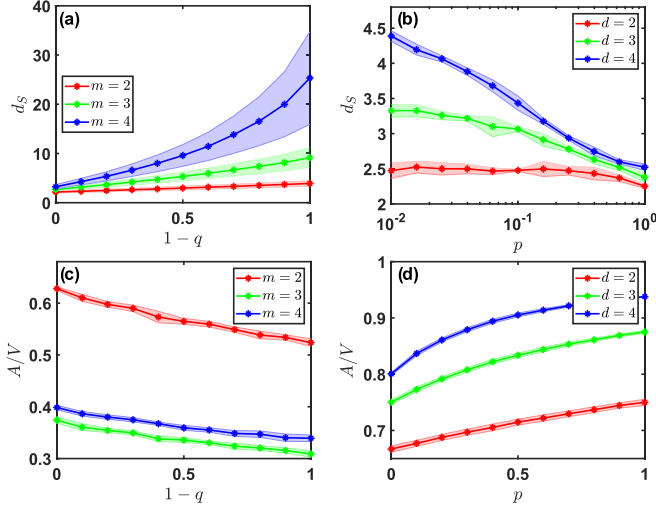 (a)
40
30
20
10
0
d_S
m = 2
m = 3
m = 4
0
0.5
1
1 − q
(b)
4.5
4
3.5
3
2.5
2
d_S
d = 2
d = 3
d = 4
10^-2
10^-1
10^0
p
(c)
0.6
0.5
0.4
0.3
A/V
m = 2
m = 3
m = 4
0
0.5
1
1 − q
(d)
1
0.9
0.8
0.7
A/V
d = 2
d = 3
d = 4
0
0.5
1
p